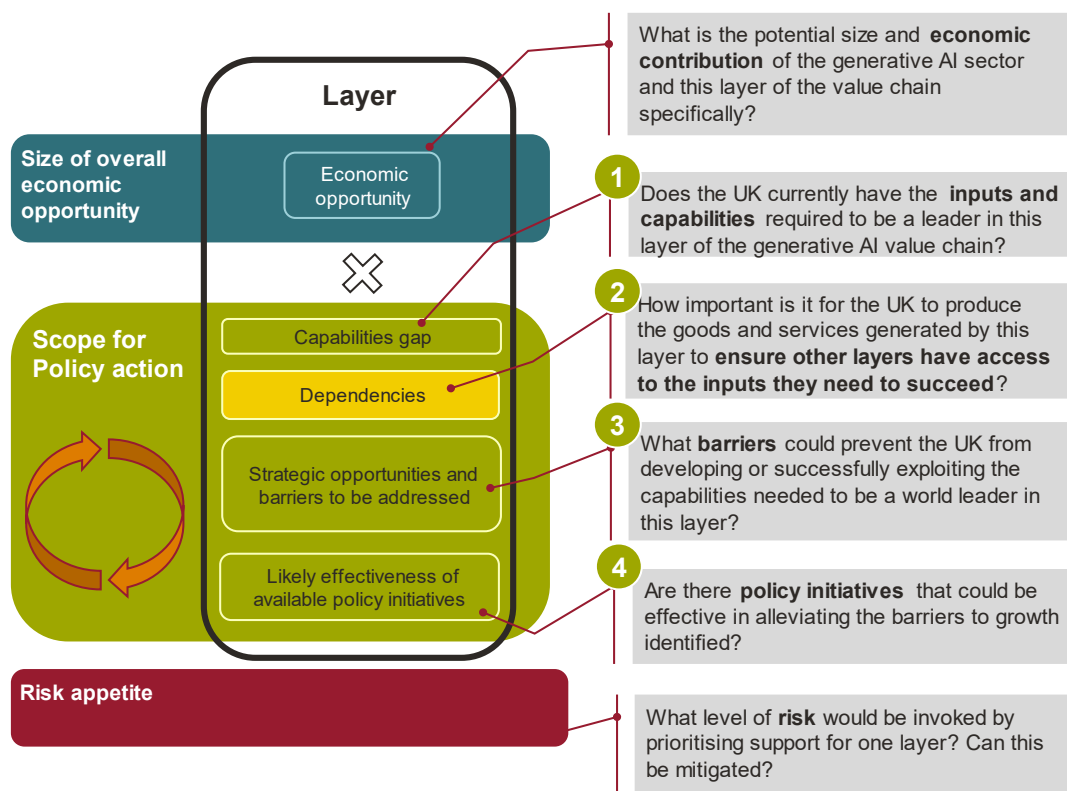 Layer
Size of overall
economic
opportunity
Economic
opportunity
Scope for
Policy action
Capabilities gap
Dependencies
Strategic opportunities and
barriers to be addressed
Likely effectiveness of
available policy initiatives
Risk appetite
What is the potential size and economic
contribution of the generative AI sector
and this layer of the value chain
specifically?
1
Does the UK currently have the inputs and
capabilities required to be a leader in this
layer of the generative AI value chain?
2
How important is it for the UK to produce
the goods and services generated by this
layer to ensure other layers have access
to the inputs they need to succeed?
3
What barriers could prevent the UK from
developing or successfully exploiting the
capabilities needed to be a world leader in
this layer?
4
Are there policy initiatives that could be
effective in alleviating the barriers to growth
identified?
What level of risk would be invoked by
prioritising support for one layer? Can this
be mitigated?